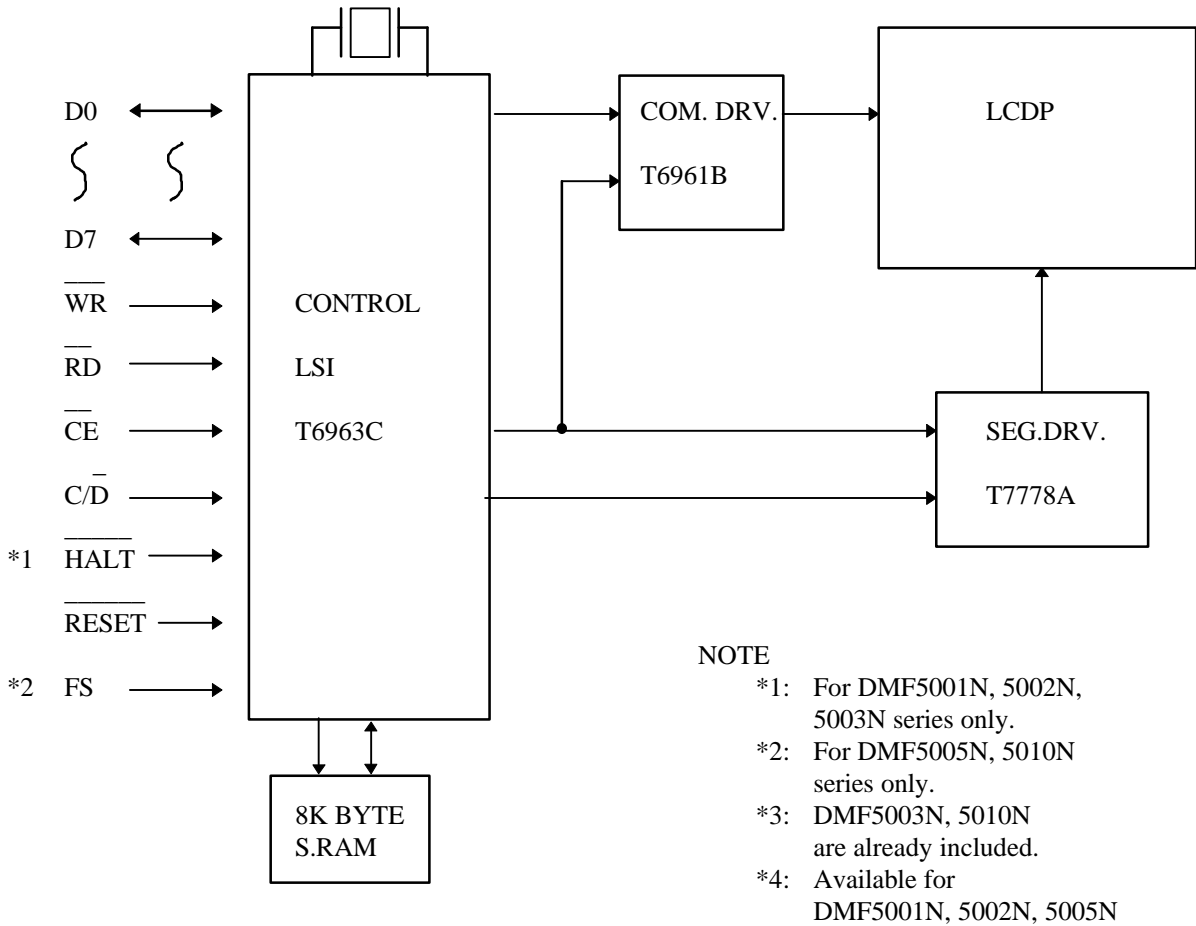 D0
D7
WR
RD
CE
C/D
*1 HALT
RESET
*2 FS
CONTROL
LSI
T6963C
8K BYTE
S.RAM
COM. DRV.
T6961B
LCDP
SEG.DRV.
T7778A
NOTE
*1: For DMF5001N, 5002N,
5003N series only.
*2: For DMF5005N, 5010N
series only.
*3: DMF5003N, 5010N
are already included.
*4: Available for
DMF5001N, 5002N, 5005N